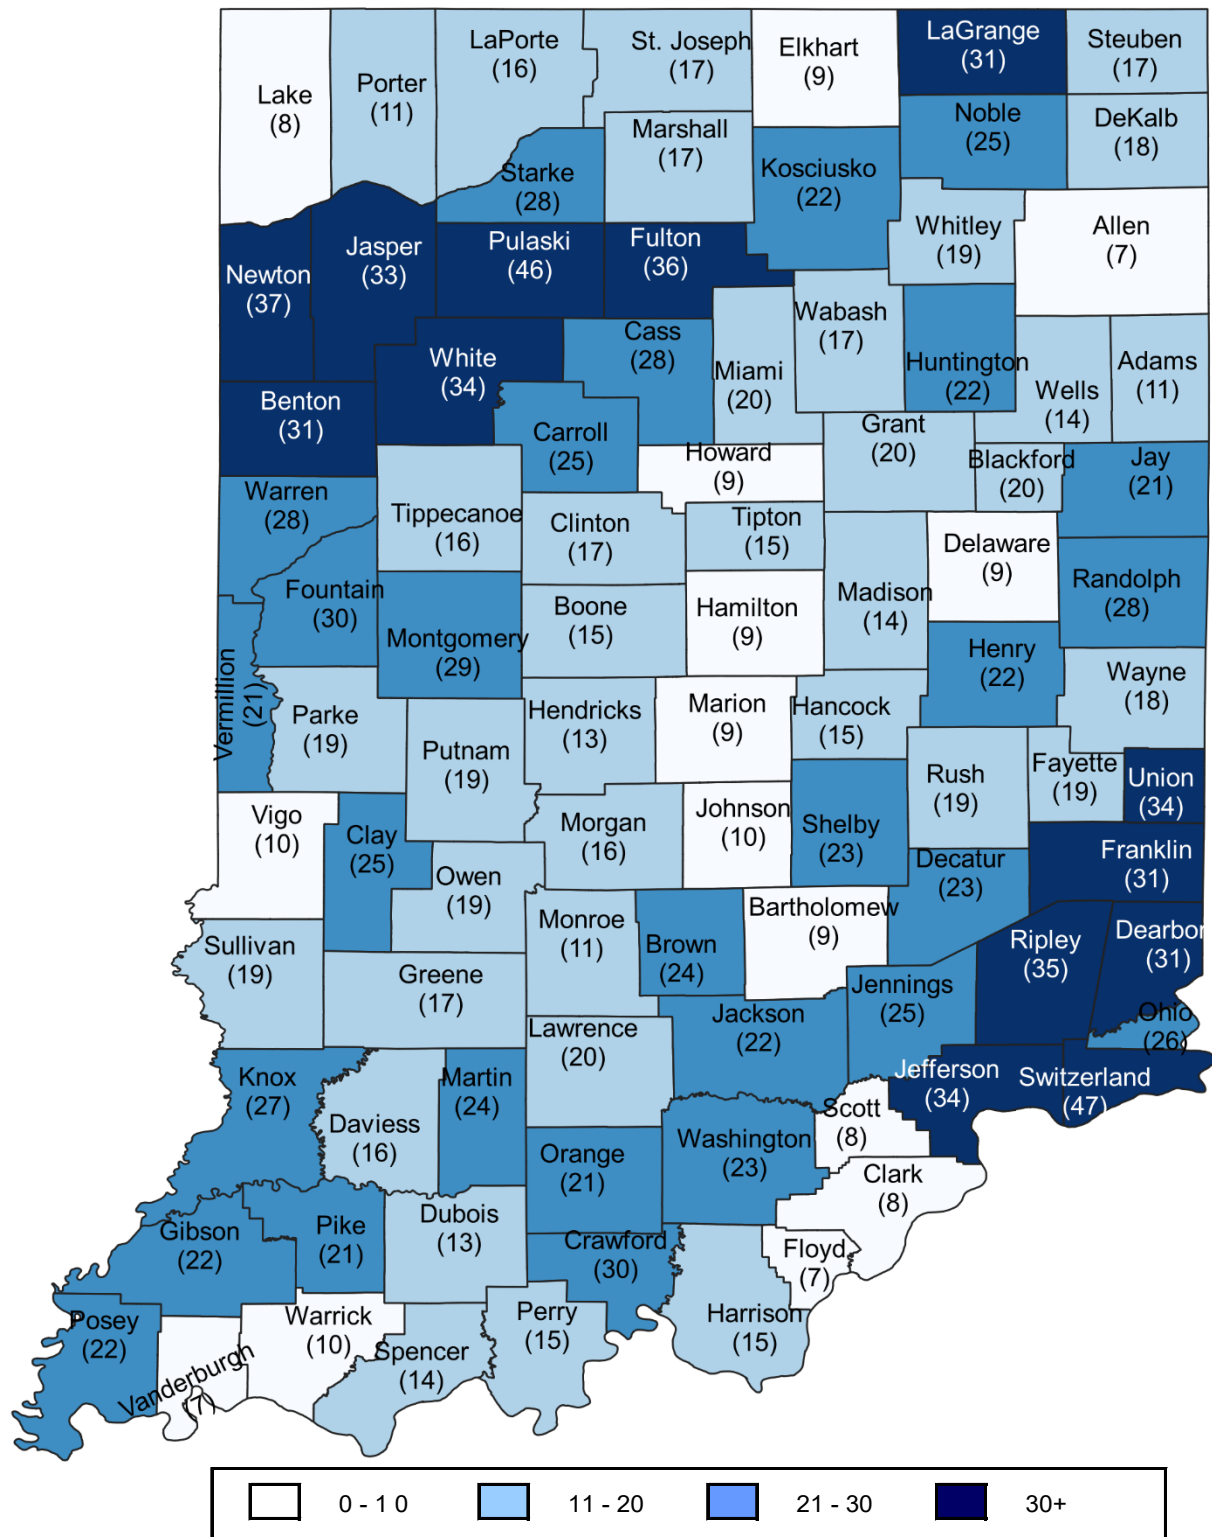 LaGrange
(31)
Steuben
(17)
LaPorte
(16)
St. Joseph
(17)
Elkhart
(9)
Porter
(11)
Lake
(8)
Noble
(25)
DeKalb
(18)
Marshall
(17)
Kosciusko
(22)
Starke
(28)
Whitley
(19)
Allen
(7)
Pulaski
(46)
Fulton
(36)
Jasper
(33)
Newton
(37)
Wabash
(17)
Cass
(28)
White
(34)
Miami
(20)
Huntington
(22)
Adams
(11)
Wells
(14)
Benton
(31)
Carroll
(25)
Grant
(20)
Howard
(9)
Blackford
(20)
Jay
(21)
Warren
(28)
Tippecanoe
(16)
Clinton
(17)
Tipton
(15)
Delaware
(9)
Randolph
(28)
Fountain
(30)
Boone
(15)
Hamilton
(9)
Madison
(14)
Montgomery
(29)
Henry
(22)
Wayne
(18)
Vermillion
(21)
Parke
(19)
Hendricks
(13)
Marion
(9)
Hancock
(15)
Putnam
(19)
Rush
(19)
Fayette
(19)
Union
(34)
Vigo
(10)
Clay
(25)
Morgan
(16)
Johnson
(10)
Shelby
(23)
Decatur
(23)
Franklin
(31)
Owen
(19)
Monroe
(11)
Bartholomew
(9)
Brown
(24)
Ripley
(35)
Dearbor
(31)
Sullivan
(19)
Greene
(17)
Jennings
(25)
Jackson
(22)
Ohio
(26)
Lawrence
(20)
Knox
(27)
Martin
(24)
Daviess
(16)
Jefferson
(34)
Switzerland
(47)
Scott
(8)
Washington
(23)
Orange
(21)
Clark
(8)
Dubois
(13)
Pike
(21)
Gibson
(22)
Crawford
(30)
Floyd
(7)
Harrison
(15)
Perry
(15)
Warrick
(10)
Posey
(22)
Spencer
(14)
Vanderburgh
(7)
0 - 1 0
11 - 20
21 - 30
30+